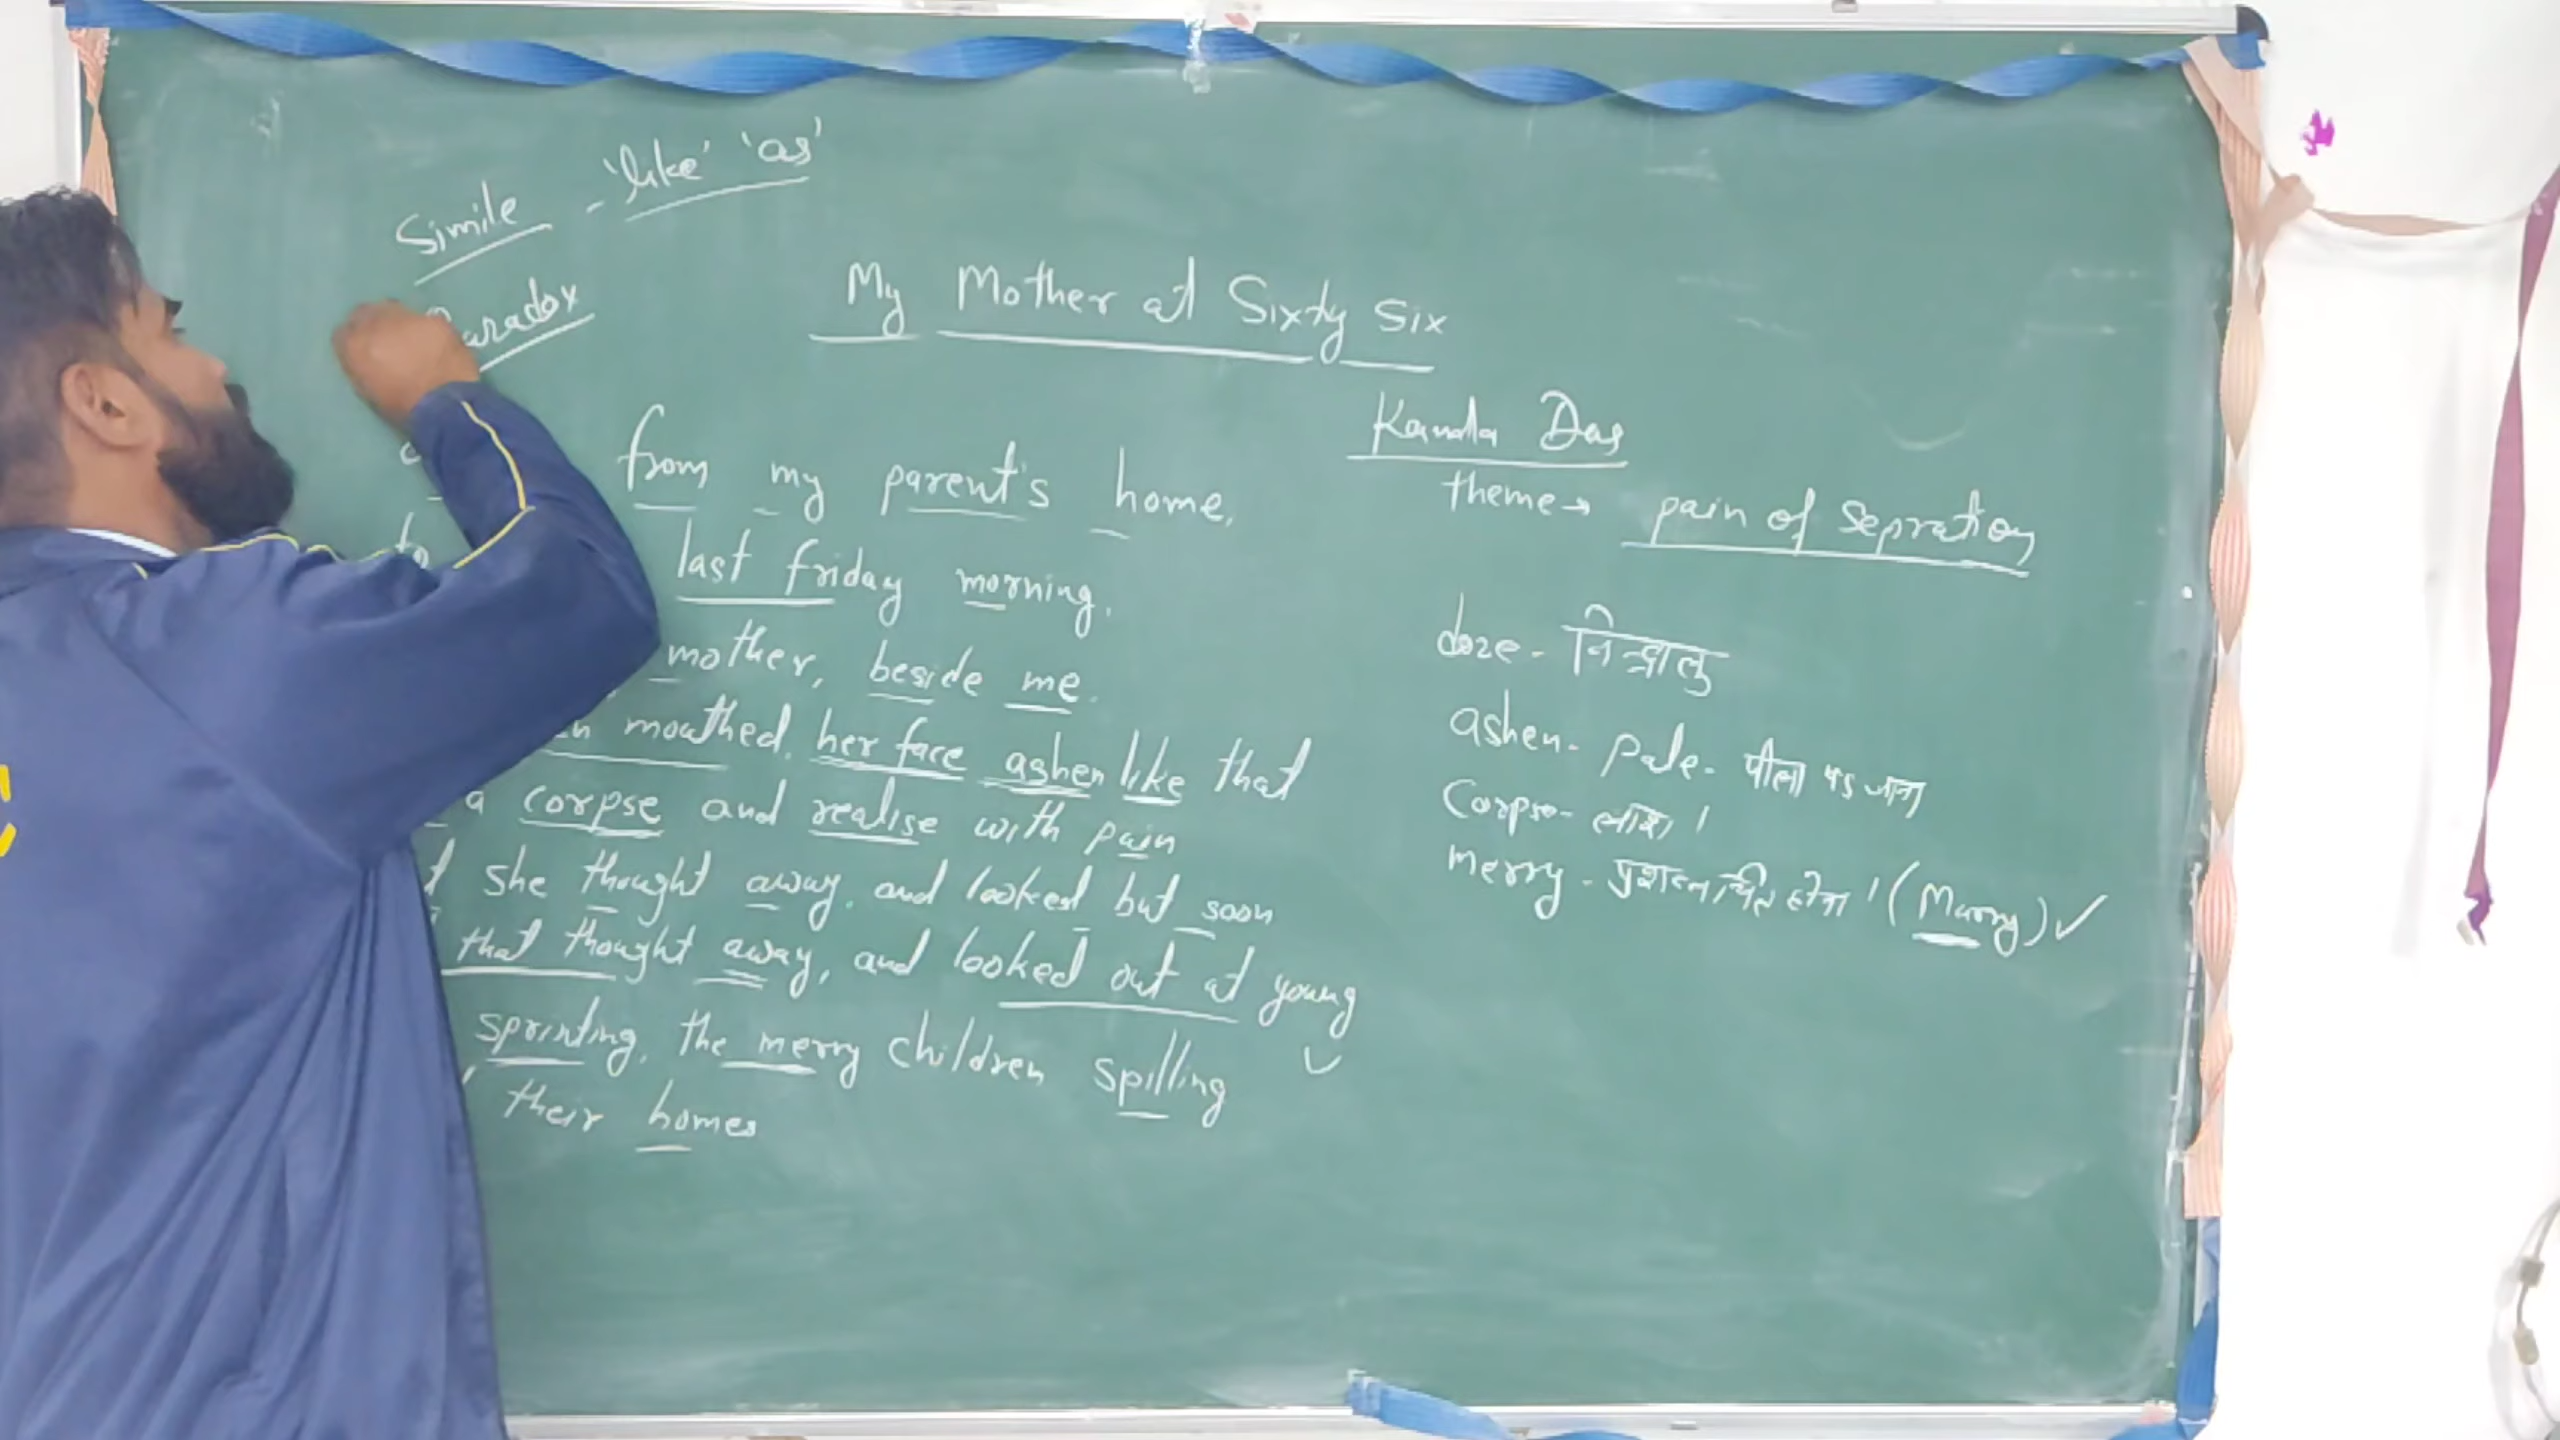 Simile - 'like' 'as'
Paradox
My Mother at Sixty Six
Kamala Das
theme → pain of Sepration
from my parent's home,
to last friday morning.
mother, beside me.
mouthed. her face ashen like that
a corpse and realise with pain
she thought away. and looked but soon
that thought away, and looked out at young
sprinting, the merry children spilling
their homes
doze - निन्द्रालु
ashen - pale - पीला पड जाना
Corpse - लाश।
merry - होना। (Marry) ✓